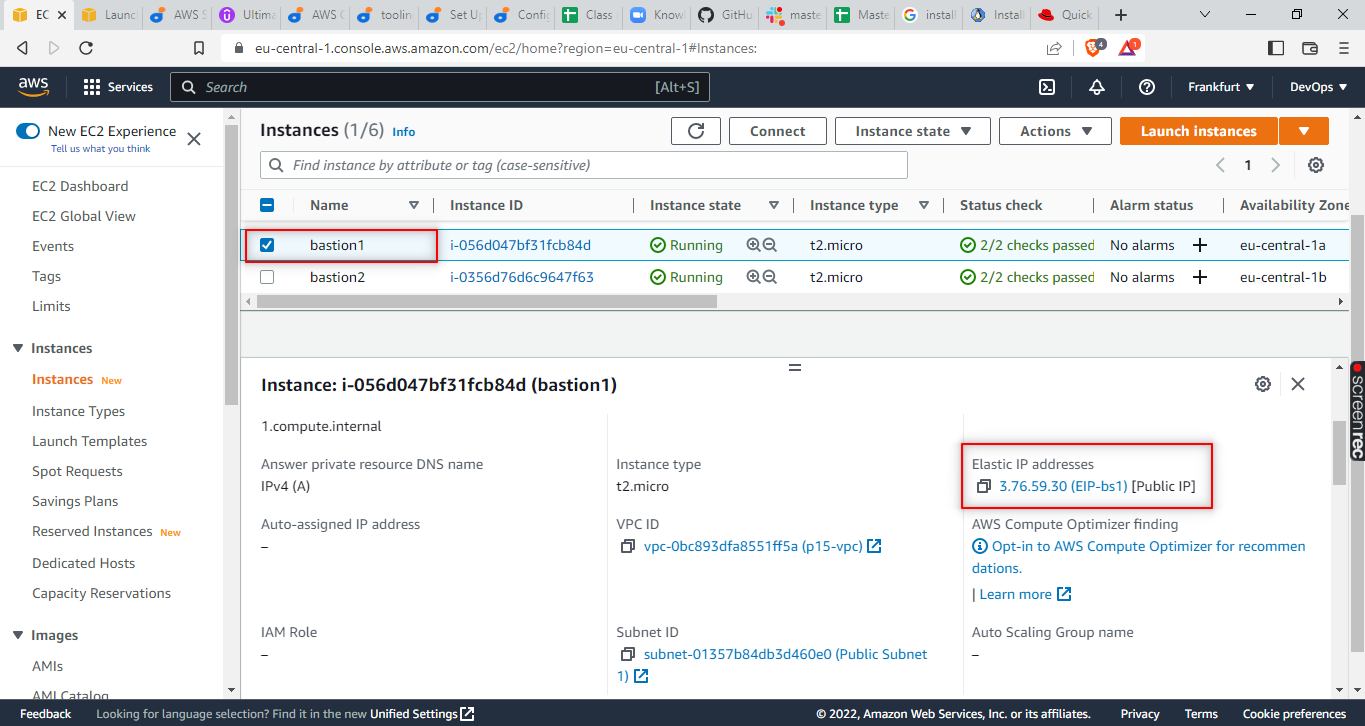 EC
Launc
AWS S
Ultima
AWS C
toolin
Set U
Config
Class
Knowl
GitHu
maste
Maste
install
Install
Quick
eu-central-1.console.aws.amazon.com/ec2/home?region=eu-central-1#Instances:
4
1
aws
Services
Search
[Alt+S]
Frankfurt
DevOps
New EC2 Experience
Tell us what you think
EC2 Dashboard
EC2 Global View
Events
Tags
Limits
Instances
Instances New
Instance Types
Launch Templates
Spot Requests
Savings Plans
Reserved Instances New
Dedicated Hosts
Capacity Reservations
Images
AMIs
AMI Catalog
Instances (1/6) Info
Connect
Instance state
Actions
Launch instances
Find instance by attribute or tag (case-sensitive)
1
Name Instance ID Instance state Instance type Status check Alarm status Availability Zone
bastion1 i-056d047bf31fcb84d Running t2.micro 2/2 checks passed No alarms eu-central-1a
bastion2 i-0356d76d6c9647f63 Running t2.micro 2/2 checks passed No alarms eu-central-1b
Instance: i-056d047bf31fcb84d (bastion1)
1.compute.internal
Answer private resource DNS name
IPv4 (A)
Instance type
t2.micro
Elastic IP addresses
3.76.59.30 (EIP-bs1) [Public IP]
Auto-assigned IP address
–
VPC ID
vpc-0bc893dfa8551ff5a (p15-vpc)
AWS Compute Optimizer finding
Opt-in to AWS Compute Optimizer for recommen
dations.
| Learn more
IAM Role
–
Subnet ID
subnet-01357b84db3d460e0 (Public Subnet
1)
Auto Scaling Group name
–
screenrec
Feedback
Looking for language selection? Find it in the new Unified Settings
© 2022, Amazon Web Services, Inc. or its affiliates.
Privacy
Terms
Cookie preferences